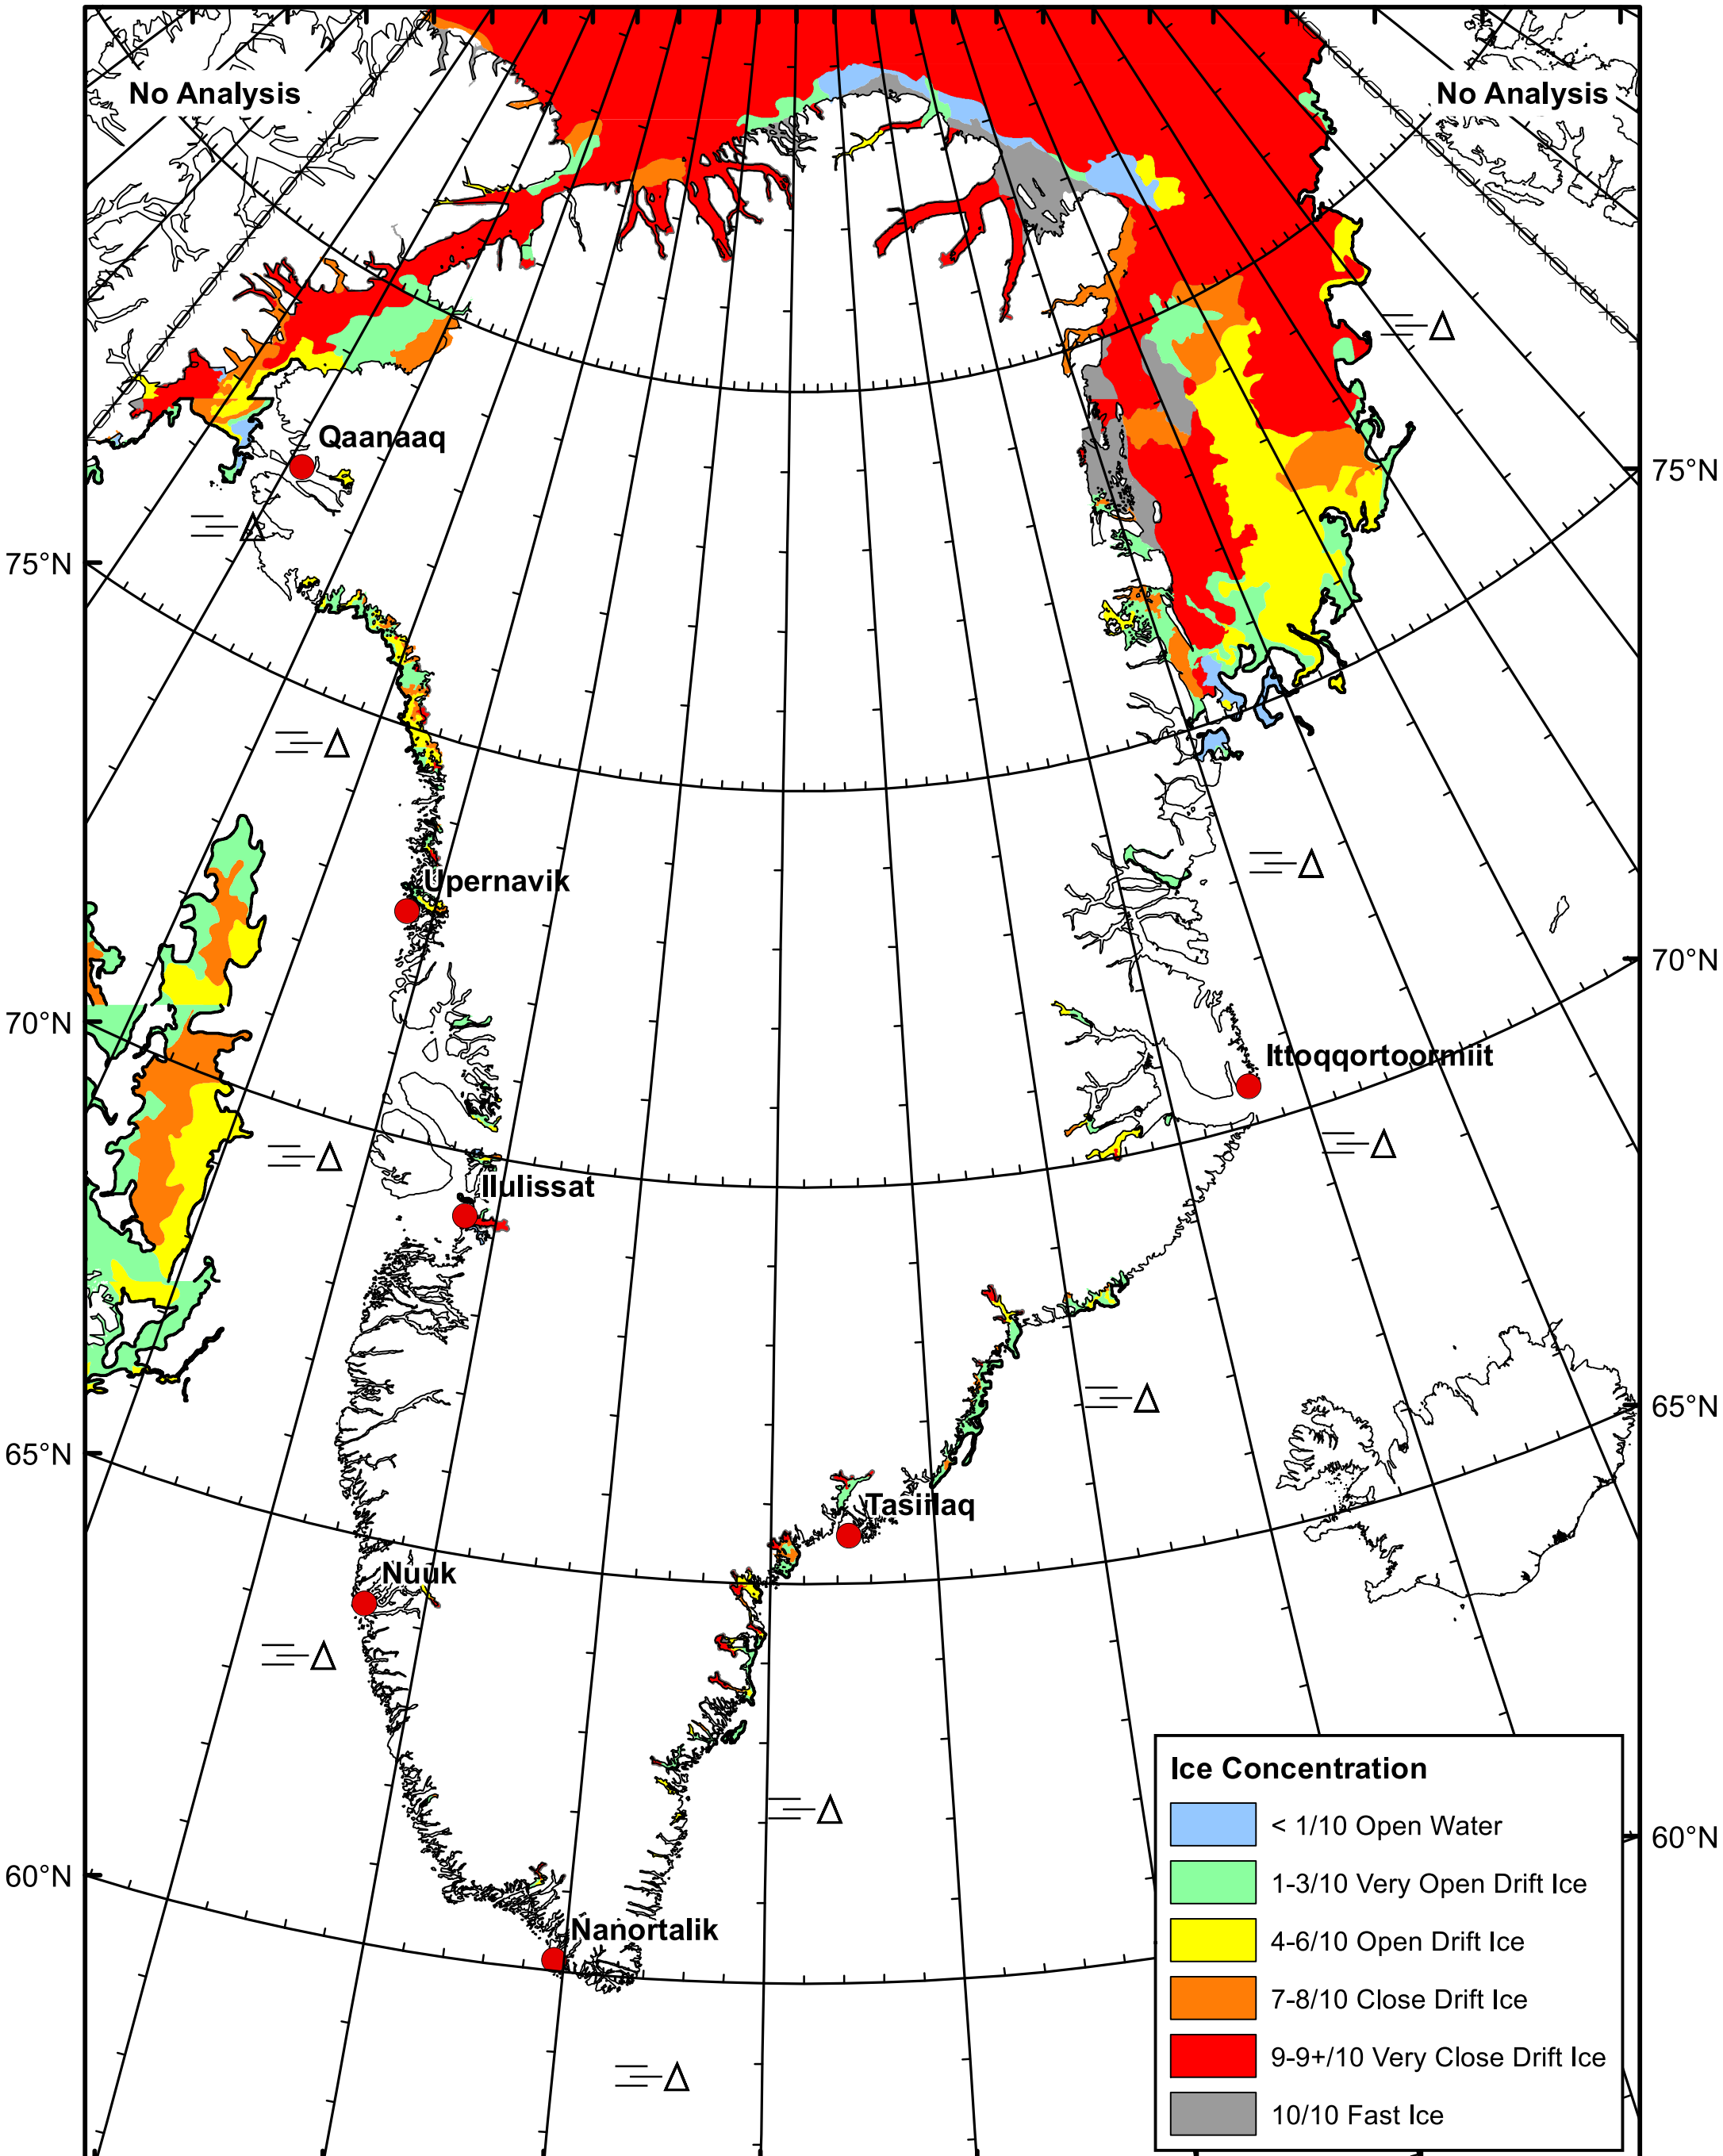 No Analysis
No Analysis
Qaanaaq
75°N
75°N
Upernavik
70°N
70°N
Ittoqqortoormiit
Ilulissat
65°N
65°N
Tasiilaq
Nuuk
60°N
60°N
Nanortalik
Ice Concentration
< 1/10 Open Water
1-3/10 Very Open Drift Ice
4-6/10 Open Drift Ice
7-8/10 Close Drift Ice
9-9+/10 Very Close Drift Ice
10/10 Fast Ice